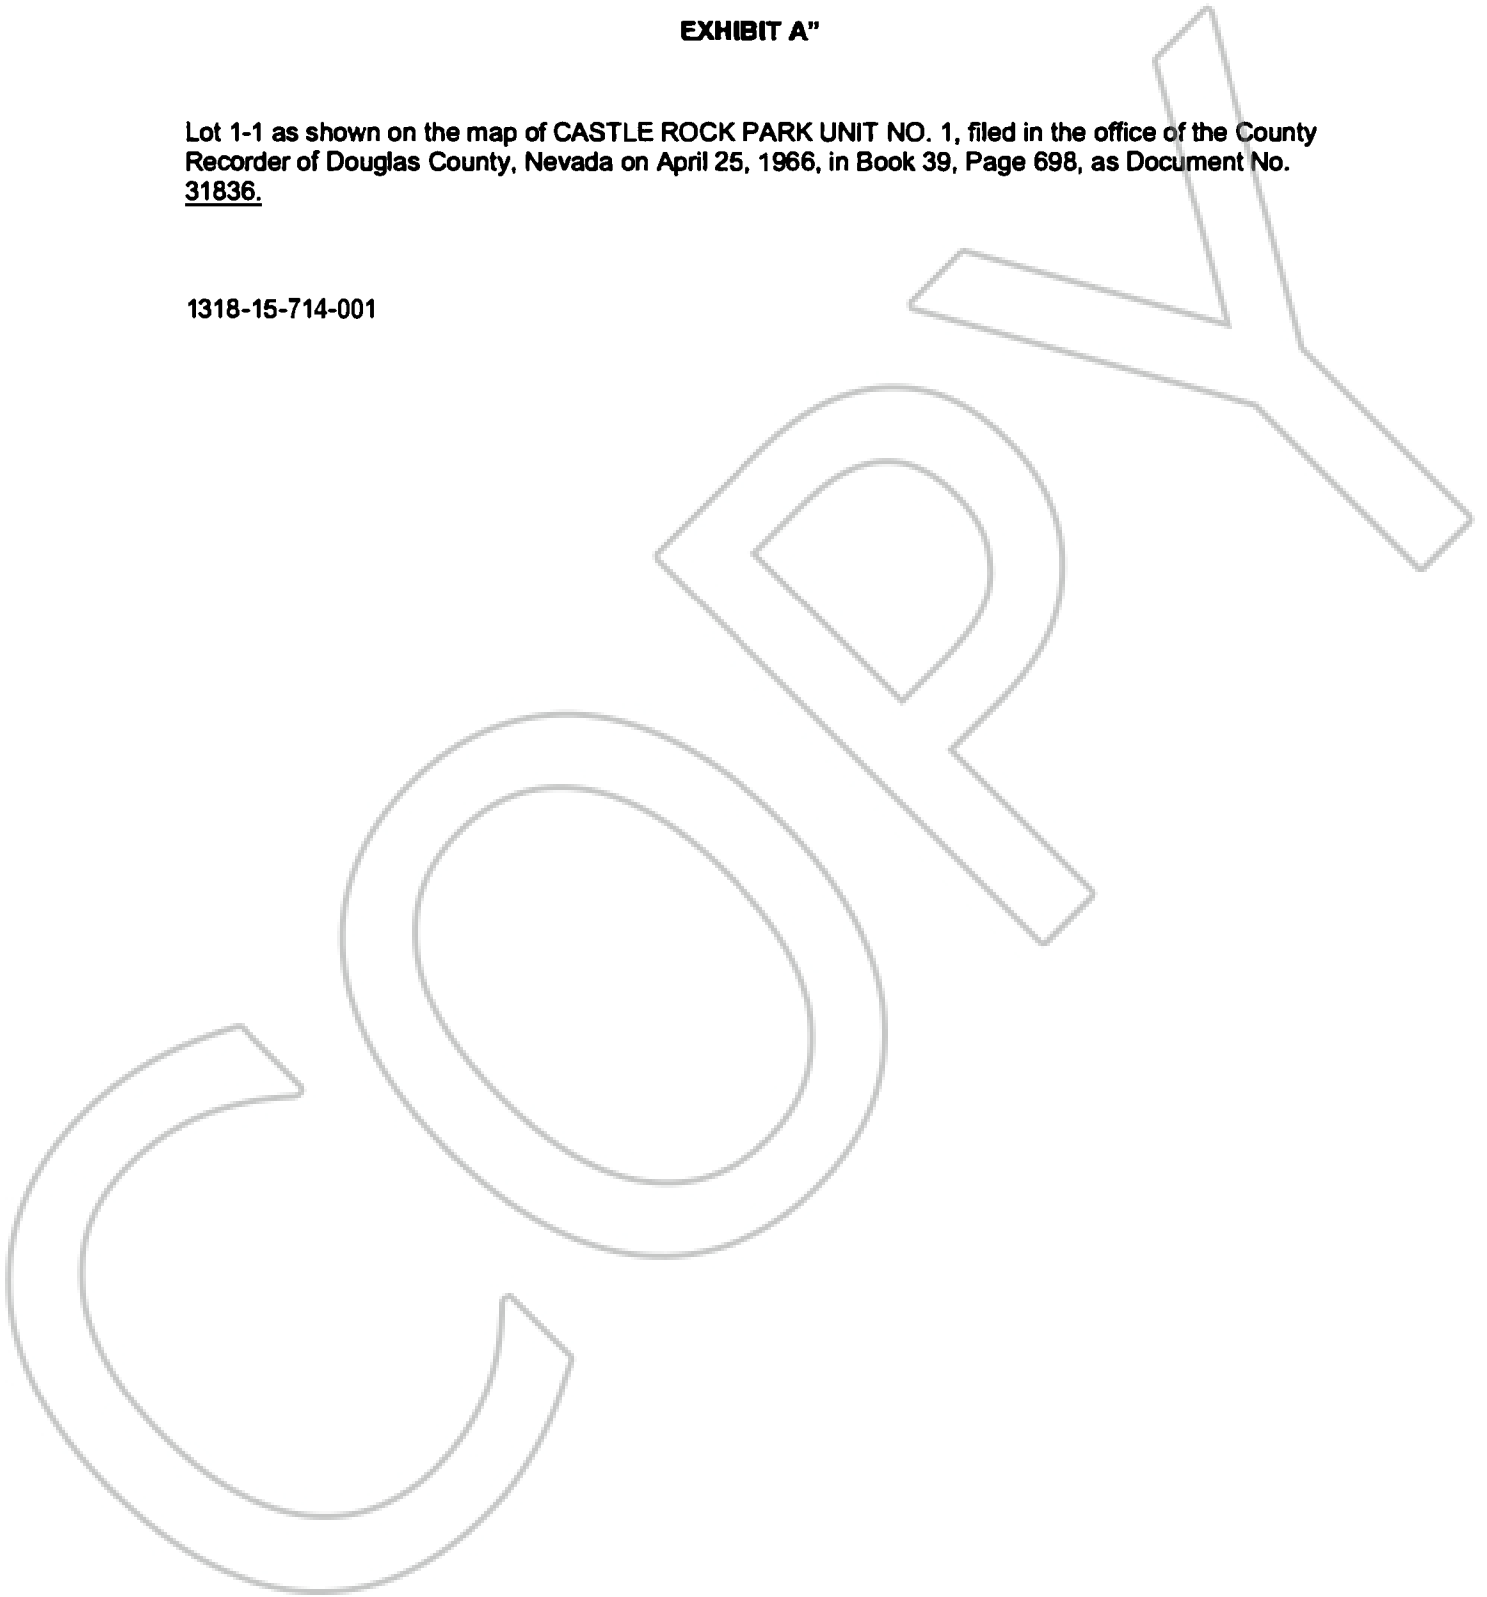 EXHIBIT A”
Lot 1-1 as shown on the map of CASTLE ROCK PARK UNIT NO. 1, filed in the office of the County
Recorder of Douglas County, Nevada on April 25, 1966, in Book 39, Page 698, as Document No.
31836.
1318-15-714-001
COPY